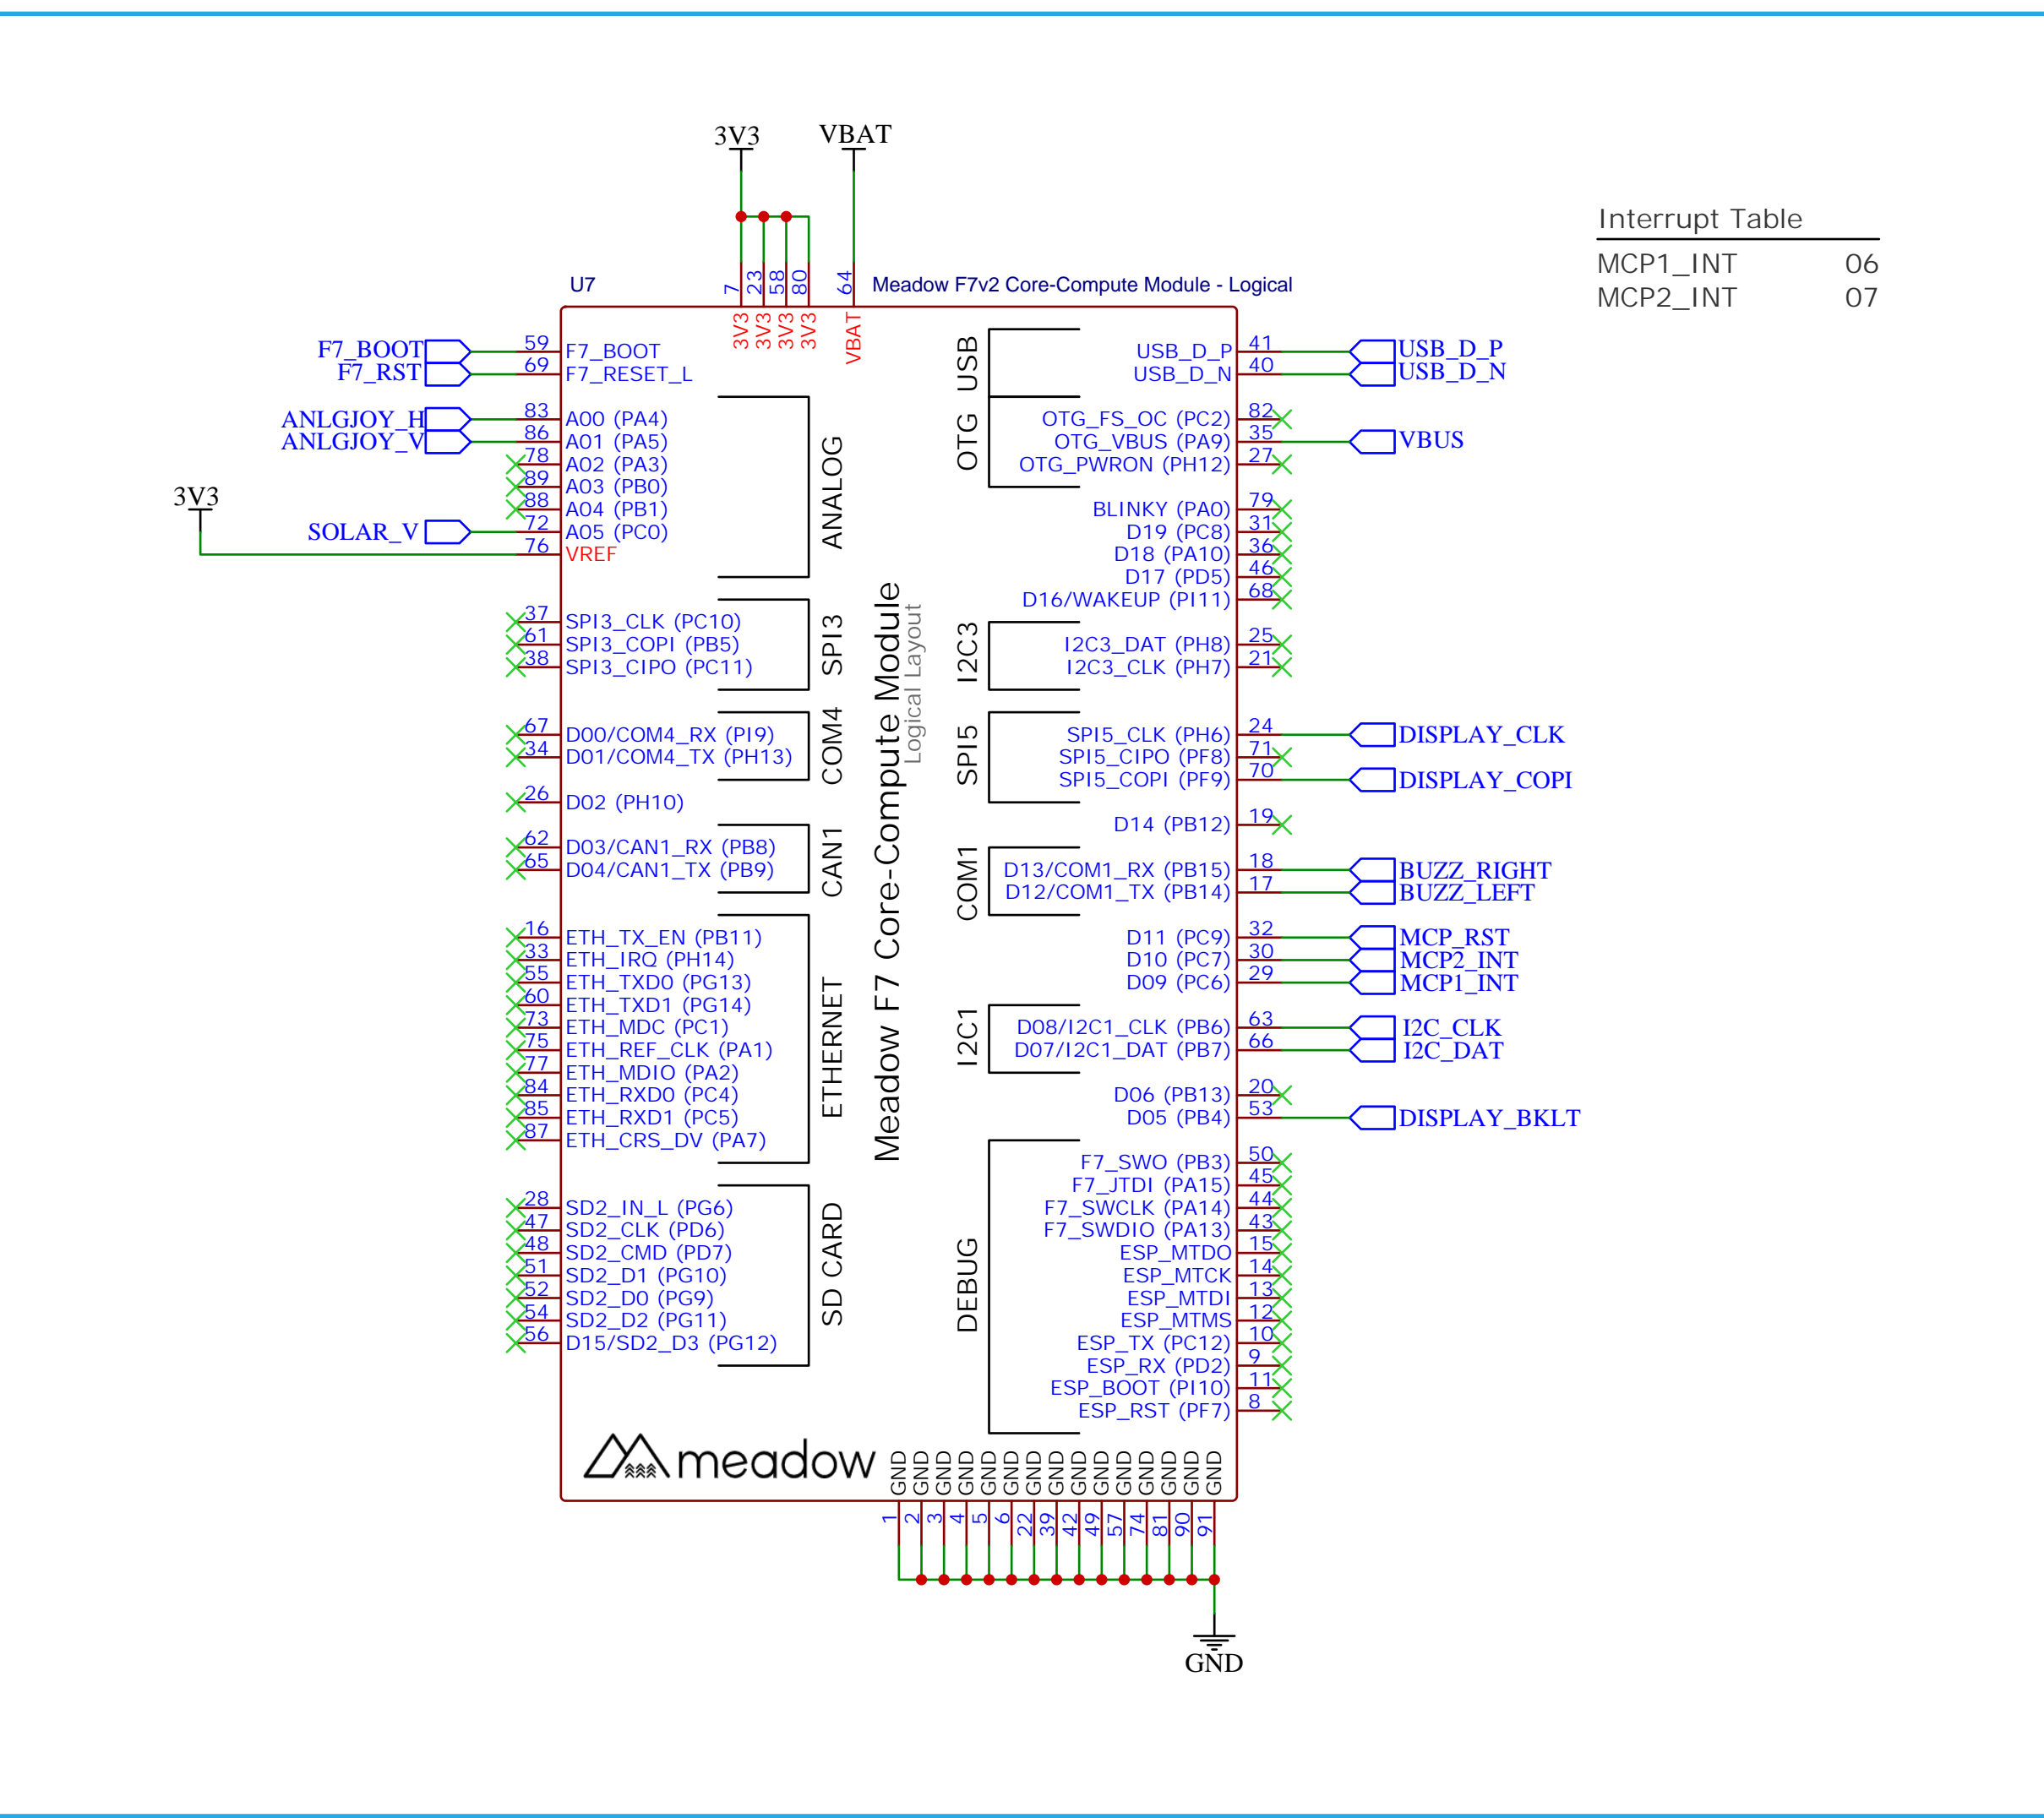 3V3 VBAT
Interrupt Table
MCP1_INT 06
MCP2_INT 07
U7 Meadow F7v2 Core-Compute Module - Logical
7 23 58 80 64
3V3 3V3 3V3 3V3 VBAT
F7_BOOT 59 F7_BOOT
F7_RST 69 F7_RESET_L
ANLGJOY_H 83 A00 (PA4)
ANLGJOY_V 86 A01 (PA5)
78 A02 (PA3)
89 A03 (PB0)
88 A04 (PB1)
3V3
SOLAR_V 72 A05 (PC0)
76 VREF
ANALOG
37 SPI3_CLK (PC10)
61 SPI3_COPI (PB5)
38 SPI3_CIPO (PC11)
SPI3
67 D00/COM4_RX (PI9)
34 D01/COM4_TX (PH13)
COM4
26 D02 (PH10)
62 D03/CAN1_RX (PB8)
65 D04/CAN1_TX (PB9)
CAN1
16 ETH_TX_EN (PB11)
33 ETH_IRQ (PH14)
55 ETH_TXD0 (PG13)
60 ETH_TXD1 (PG14)
73 ETH_MDC (PC1)
75 ETH_REF_CLK (PA1)
77 ETH_MDIO (PA2)
84 ETH_RXD0 (PC4)
85 ETH_RXD1 (PC5)
87 ETH_CRS_DV (PA7)
ETHERNET
28 SD2_IN_L (PG6)
47 SD2_CLK (PD6)
48 SD2_CMD (PD7)
51 SD2_D1 (PG10)
52 SD2_D0 (PG9)
54 SD2_D2 (PG11)
56 D15/SD2_D3 (PG12)
SD CARD
Meadow F7 Core-Compute Module
Logical Layout
USB
USB_D_P 41 USB_D_P
USB_D_N 40 USB_D_N
OTG
OTG_FS_OC (PC2) 82
OTG_VBUS (PA9) 35 VBUS
OTG_PWRON (PH12) 27
BLINKY (PA0) 79
D19 (PC8) 31
D18 (PA10) 36
D17 (PD5) 46
D16/WAKEUP (PI11) 68
I2C3
I2C3_DAT (PH8) 25
I2C3_CLK (PH7) 21
SPI5
SPI5_CLK (PH6) 24 DISPLAY_CLK
SPI5_CIPO (PF8) 71
SPI5_COPI (PF9) 70 DISPLAY_COPI
D14 (PB12) 19
COM1
D13/COM1_RX (PB15) 18 BUZZ_RIGHT
D12/COM1_TX (PB14) 17 BUZZ_LEFT
D11 (PC9) 32 MCP_RST
D10 (PC7) 30 MCP2_INT
D09 (PC6) 29 MCP1_INT
I2C1
D08/I2C1_CLK (PB6) 63 I2C_CLK
D07/I2C1_DAT (PB7) 66 I2C_DAT
D06 (PB13) 20
D05 (PB4) 53 DISPLAY_BKLT
DEBUG
F7_SWO (PB3) 50
F7_JTDI (PA15) 45
F7_SWCLK (PA14) 44
F7_SWDIO (PA13) 43
ESP_MTDO 15
ESP_MTCK 14
ESP_MTDI 13
ESP_MTMS 12
ESP_TX (PC12) 10
ESP_RX (PD2) 9
ESP_BOOT (PI10) 11
ESP_RST (PF7) 8
meadow
GND GND GND GND GND GND GND GND GND GND GND GND GND GND GND
1 2 3 4 5 6 22 39 42 49 57 74 81 90 91
GND